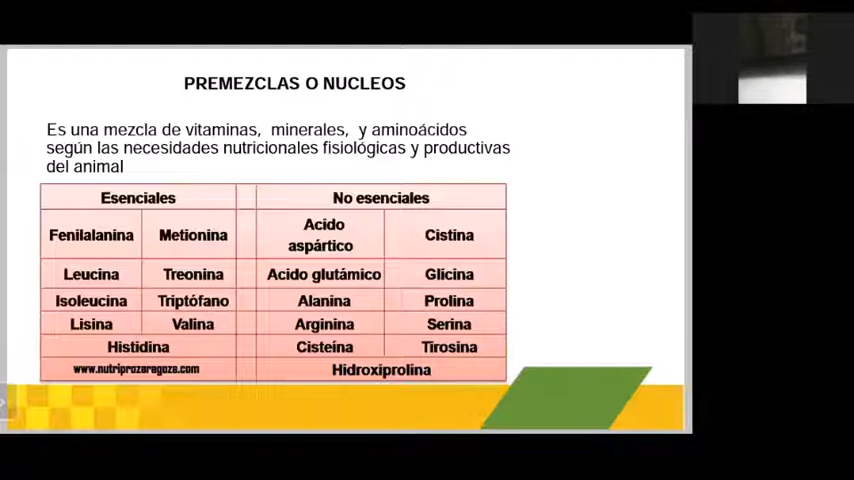 PREMEZCLAS O NUCLEOS
Es una mezcla de vitaminas, minerales, y aminoácidos
según las necesidades nutricionales fisiológicas y productivas
del animal
Esenciales No esenciales
Fenilalanina Metionina Acido aspártico Cistina
Leucina Treonina Acido glutámico Glicina
Isoleucina Triptófano Alanina Prolina
Lisina Valina Arginina Serina
Histidina Cisteína Tirosina
www.nutriprozaragoza.com Hidroxiprolina